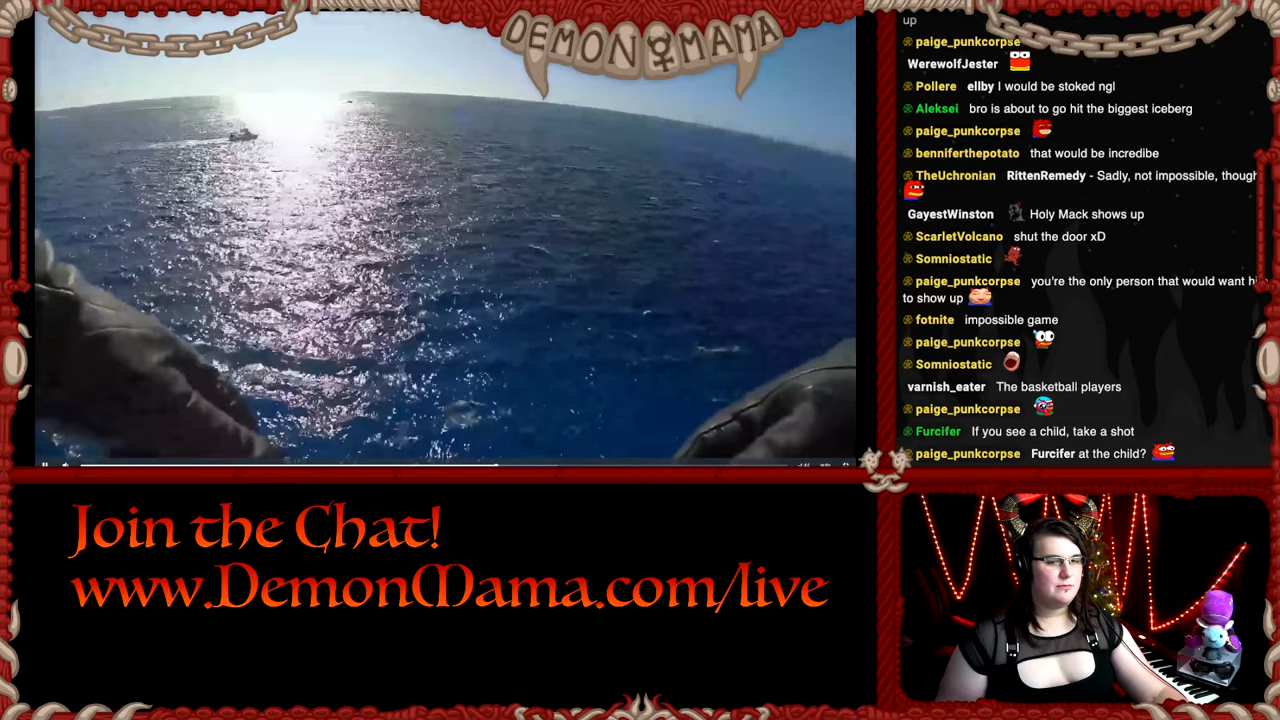 DEMON MAMA
up
paige_punkcorpse
WerewolfJester
Pollere ellby I would be stoked ngl
Aleksei bro is about to go hit the biggest iceberg
paige_punkcorpse
benniferthepotato that would be incredibe
TheUchronian RittenRemedy - Sadly, not impossible, though
GayestWinston Holy Mack shows up
ScarletVolcano shut the door xD
Somniostatic
paige_punkcorpse you're the only person that would want hi
to show up
fotnite impossible game
paige_punkcorpse
Somniostatic
varnish_eater The basketball players
paige_punkcorpse
Furcifer If you see a child, take a shot
paige_punkcorpse Furcifer at the child?
Join the Chat!
www.DemonMama.com/live